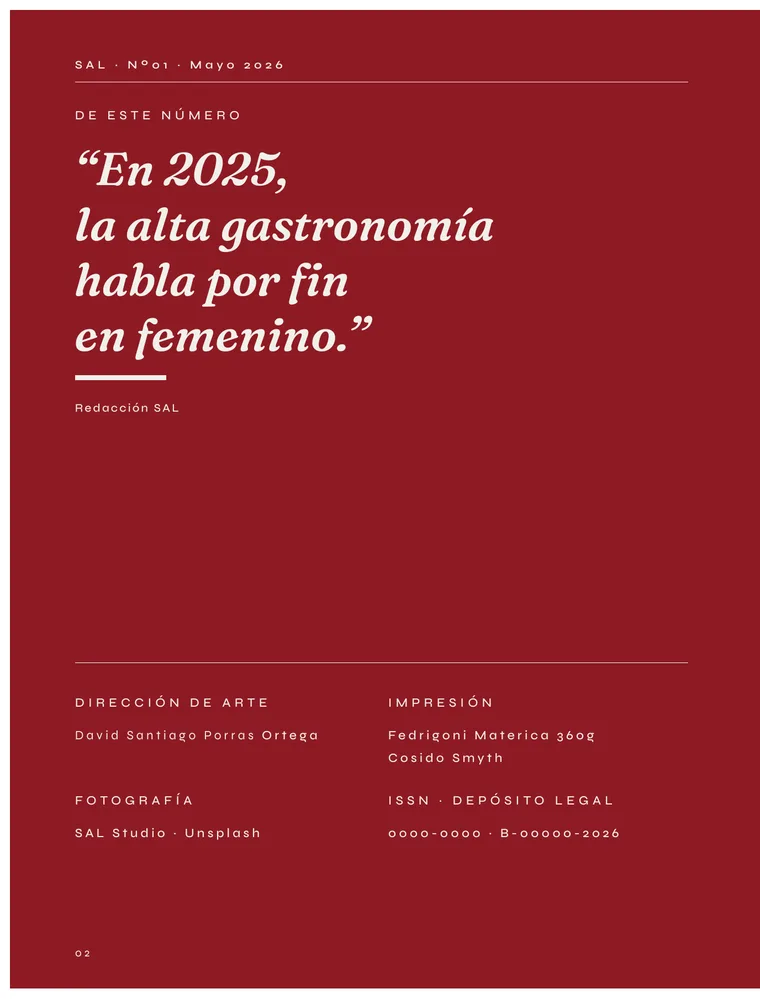 SAL · Nº01 · Mayo 2026
DE ESTE NÚMERO
“En 2025,
la alta gastronomía
habla por fin
en femenino.”
Redacción SAL
DIRECCIÓN DE ARTE
David Santiago Porras Ortega
IMPRESIÓN
Fedrigoni Materica 360g
Cosido Smyth
FOTOGRAFÍA
SAL Studio · Unsplash
ISSN · DEPÓSITO LEGAL
0000-0000 · B-00000-2026
02